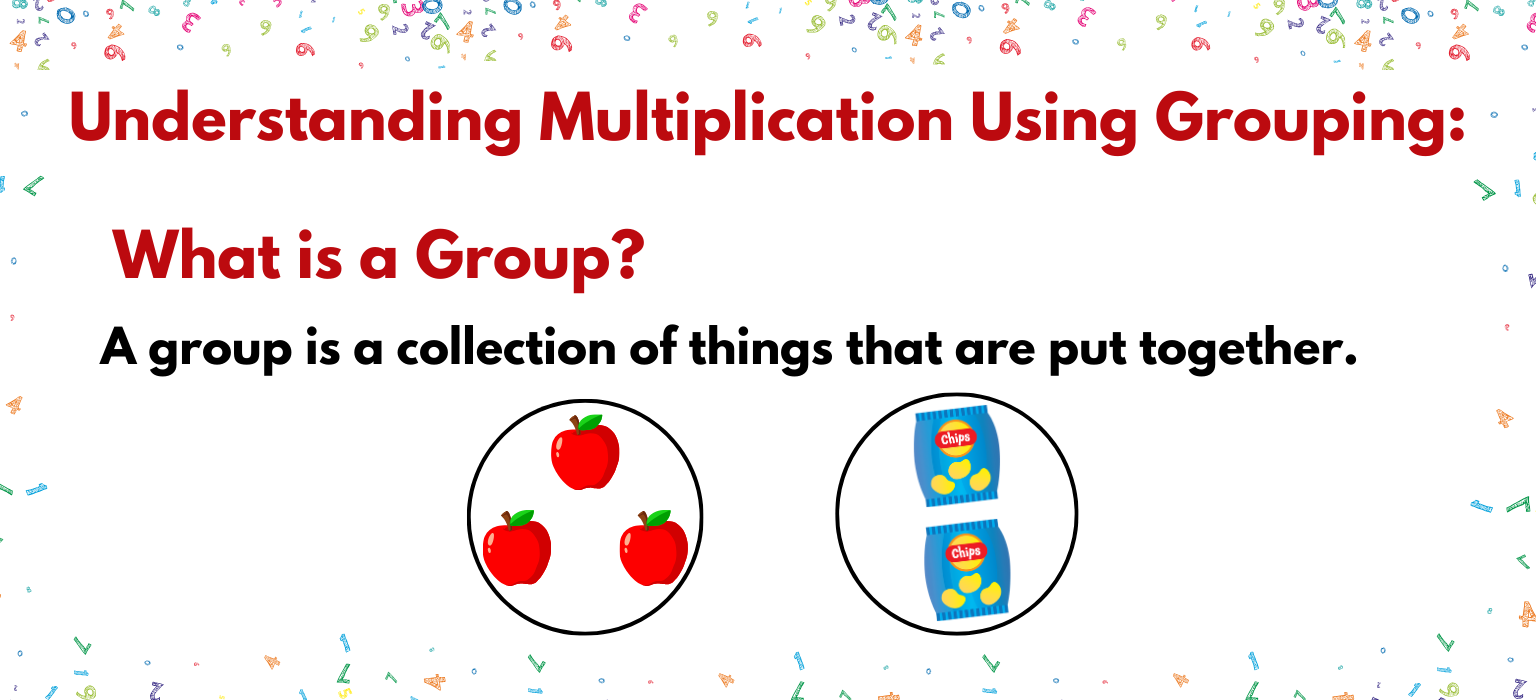 Understanding Multiplication Using Grouping:
What is a Group?
A group is a collection of things that are put together.
Chips
Chips